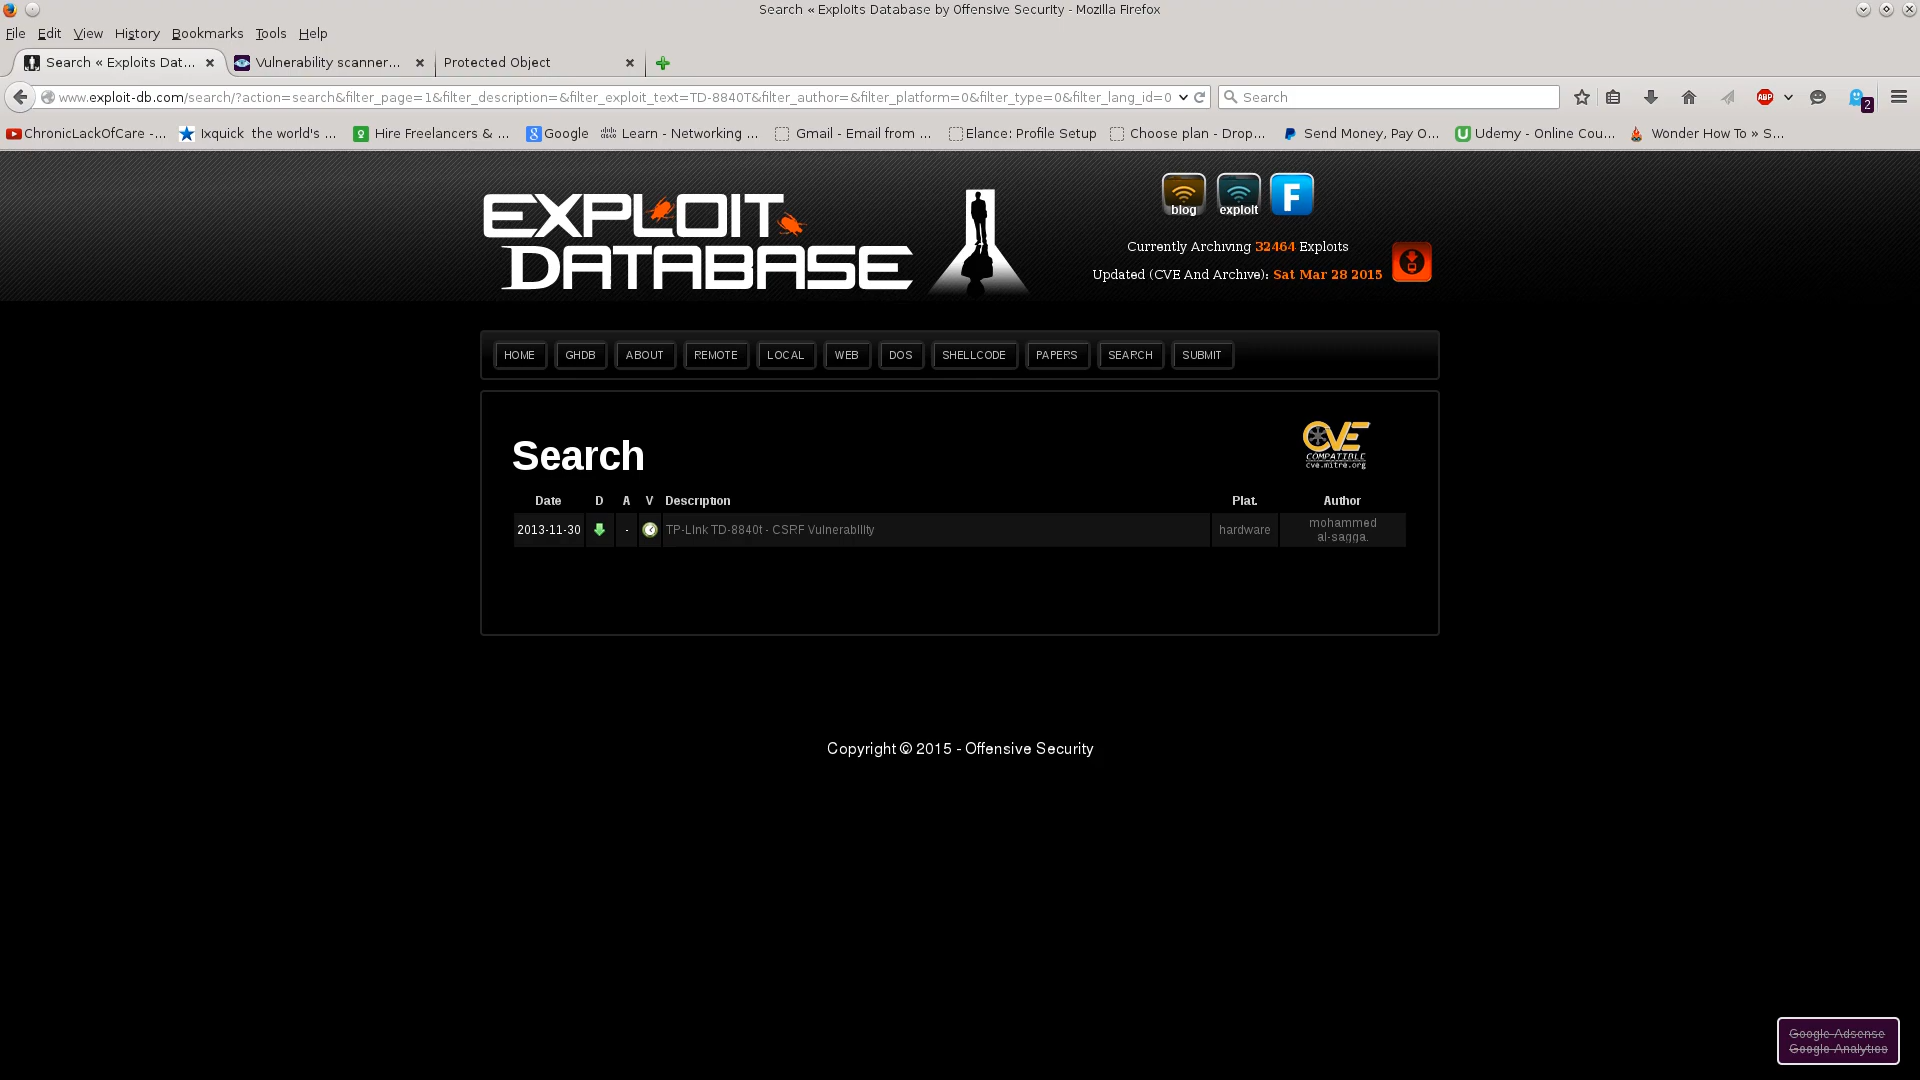 Search « Exploits Database by Offensive Security - Mozilla Firefox
File Edit View History Bookmarks Tools Help
Search « Exploits Dat... Vulnerability scanner... Protected Object
www.exploit-db.com/search/?action=search&filter_page=1&filter_description=&filter_exploit_text=TD-8840T&filter_author=&filter_platform=0&filter_type=0&filter_lang_id=0 Search ABP 2
ChronicLackOfCare -... Ixquick the world's ... Hire Freelancers & ... Google Learn - Networking ... Gmail - Email from ... Elance: Profile Setup Choose plan - Drop... Send Money, Pay O... Udemy - Online Cou... Wonder How To » S...
EXPLOIT
DATABASE
blog exploit F
Currently Archiving 32464 Exploits
Updated (CVE And Archive): Sat Mar 28 2015
HOME GHDB ABOUT REMOTE LOCAL WEB DOS SHELLCODE PAPERS SEARCH SUBMIT
Search
CVE
COMPATIBLE
cve.mitre.org
Date D A V Description Plat. Author
2013-11-30 - TP-Link TD-8840t - CSRF Vulnerability hardware mohammed
al-sagga.
Copyright © 2015 - Offensive Security
Google Adsense
Google Analytics